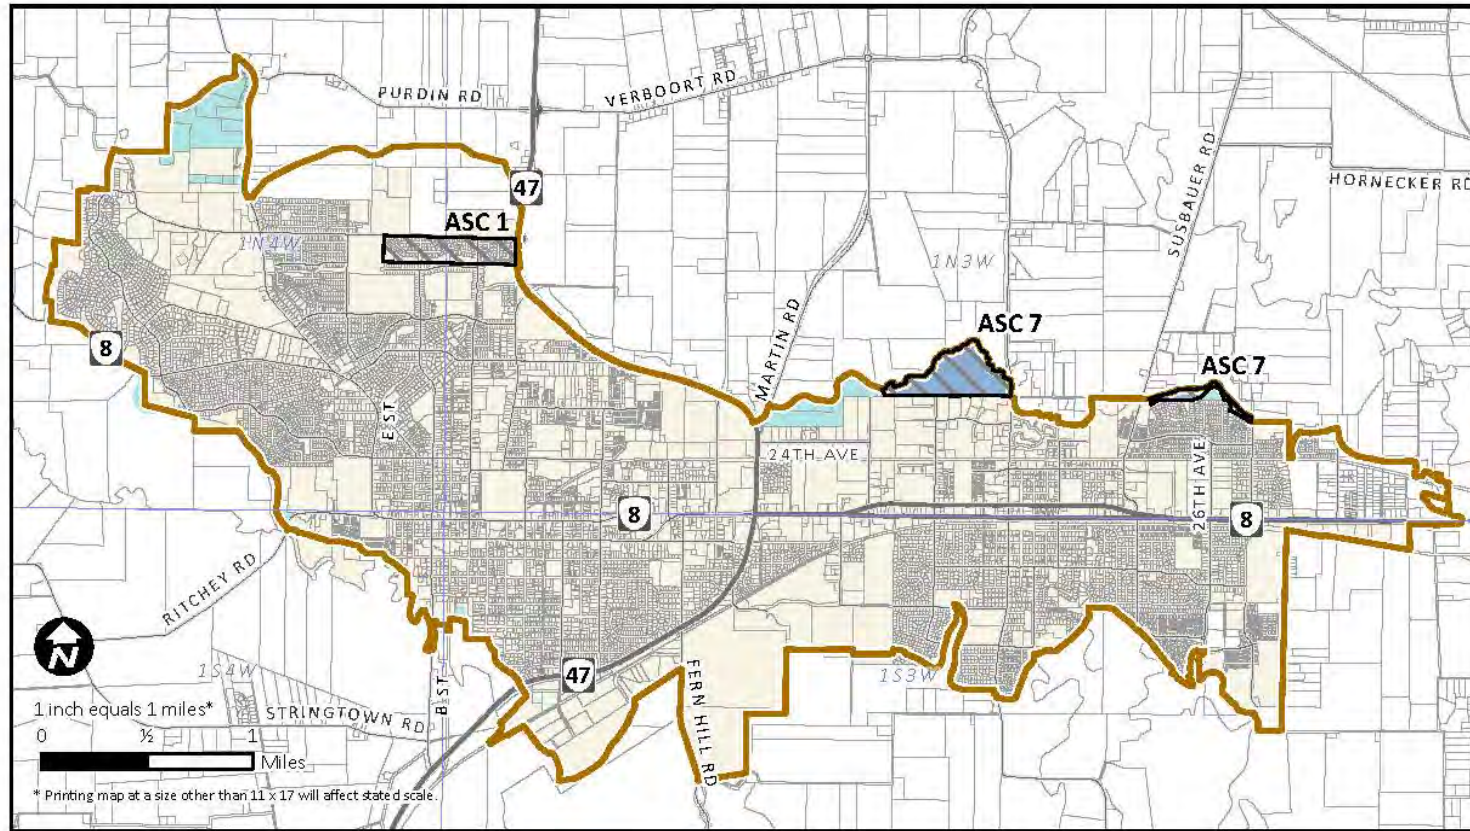 PURDIN RD
VERBOORT RD
47
SUSBAUER RD
HORNECKER RD
ASC 1
1N4W
1N3W
MARTIN RD
ASC 7
8
ASC 7
E ST
24TH AVE
26TH AVE
8
8
RITCHEY RD
N
1S4W
47
1S3W
FERN HILL RD
B ST
STRINGTOWN RD
1 inch equals 1 miles*
0 ½ 1
Miles
* Printing map at a size other than 11 x 17 will affect stated scale.